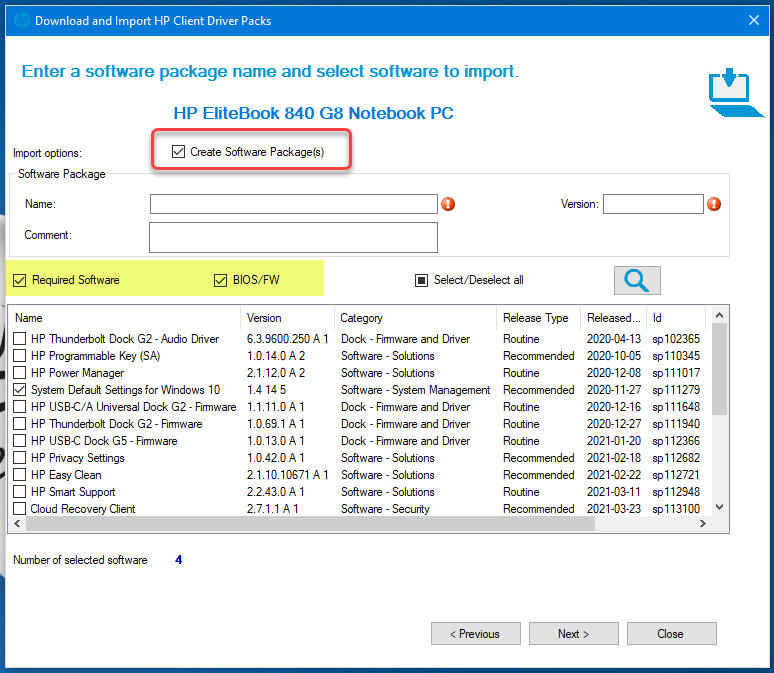 Download and Import HP Client Driver Packs
Enter a software package name and select software to import.
HP EliteBook 840 G8 Notebook PC
Import options: Create Software Package(s)
Software Package
Name: Version:
Comment:
Required Software BIOS/FW Select/Deselect all
Name Version Category Release Type Released... Id
HP Thunderbolt Dock G2 - Audio Driver 6.3.9600.250 A 1 Dock - Firmware and Driver Routine 2020-04-13 sp102365
HP Programmable Key (SA) 1.0.14.0 A 2 Software - Solutions Recommended 2020-10-05 sp110345
HP Power Manager 2.1.12.0 A 2 Software - Solutions Routine 2020-12-08 sp111017
System Default Settings for Windows 10 1.4 14 5 Software - System Management Recommended 2020-11-27 sp111279
HP USB-C/A Universal Dock G2 - Firmware 1.1.11.0 A 1 Dock - Firmware and Driver Routine 2020-12-16 sp111648
HP Thunderbolt Dock G2 - Firmware 1.0.69.1 A 1 Dock - Firmware and Driver Routine 2020-12-27 sp111940
HP USB-C Dock G5 - Firmware 1.0.13.0 A 1 Dock - Firmware and Driver Routine 2021-01-20 sp112366
HP Privacy Settings 1.0.42.0 A 1 Software - Solutions Recommended 2021-02-18 sp112682
HP Easy Clean 2.1.10.10671 A 1 Software - Solutions Recommended 2021-02-22 sp112721
HP Smart Support 2.2.43.0 A 1 Software - Solutions Routine 2021-03-11 sp112948
Cloud Recovery Client 2.7.1.1 A 1 Software - Security Recommended 2021-03-23 sp113100
Number of selected software 4
< Previous Next > Close